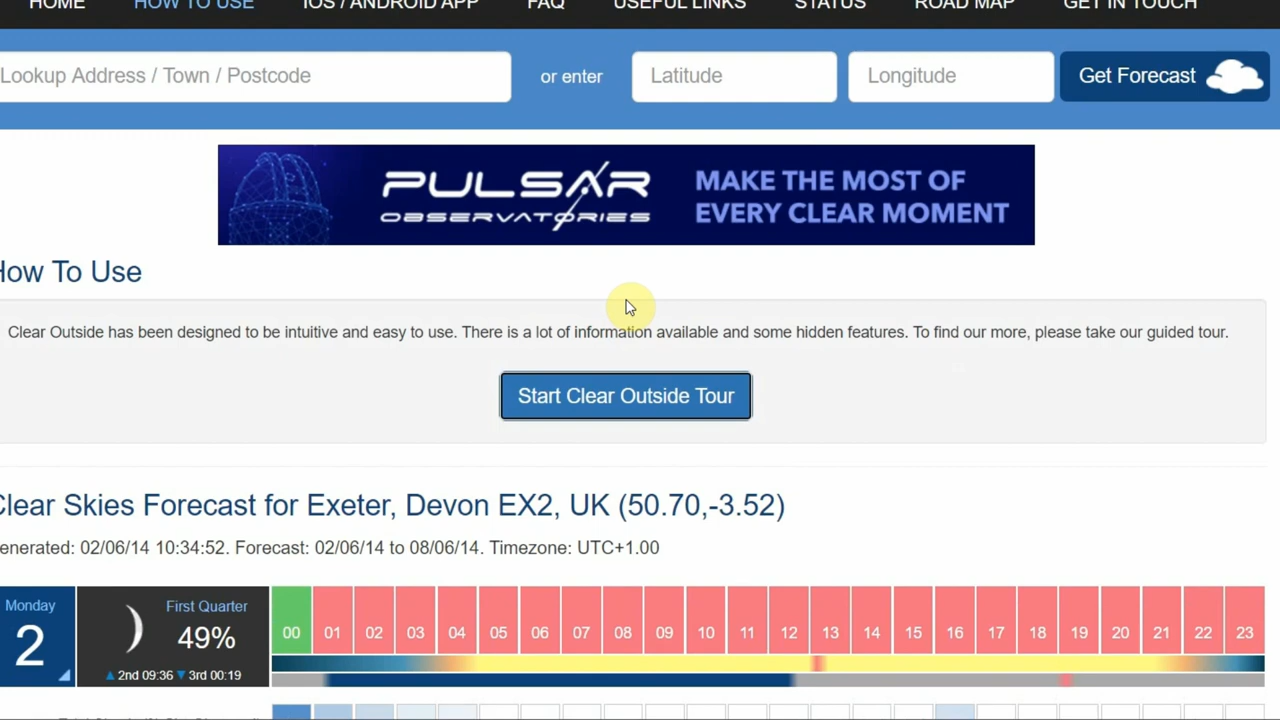 HOME HOW TO USE IOS / ANDROID APP FAQ USEFUL LINKS STATUS ROAD MAP GET IN TOUCH
Lookup Address / Town / Postcode or enter Latitude Longitude Get Forecast
PULSAR
OBSERVATORIES
MAKE THE MOST OF
EVERY CLEAR MOMENT
How To Use
Clear Outside has been designed to be intuitive and easy to use. There is a lot of information available and some hidden features. To find our more, please take our guided tour.
Start Clear Outside Tour
Clear Skies Forecast for Exeter, Devon EX2, UK (50.70,-3.52)
enerated: 02/06/14 10:34:52. Forecast: 02/06/14 to 08/06/14. Timezone: UTC+1.00
Monday
2
First Quarter
49%
▲ 2nd 09:36 ▼ 3rd 00:19
00 01 02 03 04 05 06 07 08 09 10 11 12 13 14 15 16 17 18 19 20 21 22 23